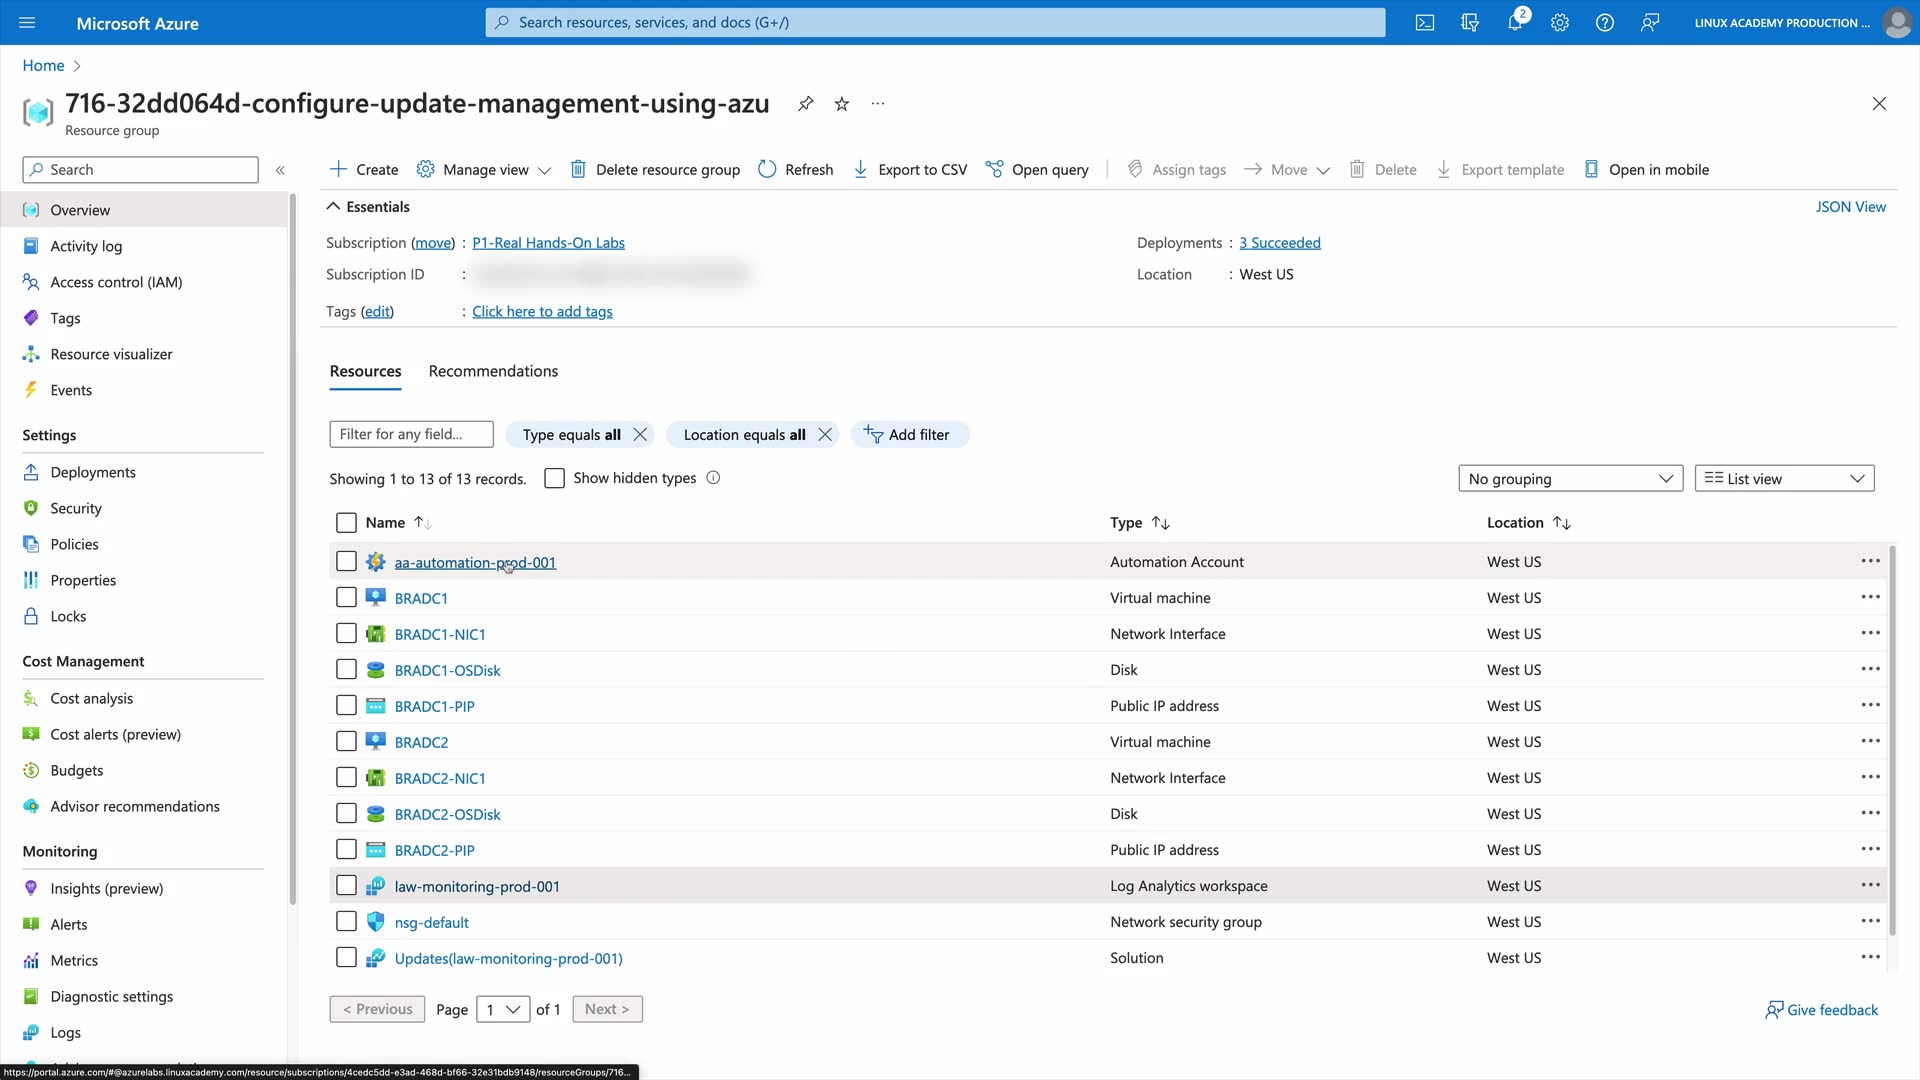 Microsoft Azure
Search resources, services, and docs (G+/)
2
LINUX ACADEMY PRODUCTION ...
Home
716-32dd064d-configure-update-management-using-azu
Resource group
Search
Create
Manage view
Delete resource group
Refresh
Export to CSV
Open query
Assign tags
Move
Delete
Export template
Open in mobile
Overview
Activity log
Access control (IAM)
Tags
Resource visualizer
Events
Settings
Deployments
Security
Policies
Properties
Locks
Cost Management
Cost analysis
Cost alerts (preview)
Budgets
Advisor recommendations
Monitoring
Insights (preview)
Alerts
Metrics
Diagnostic settings
Logs
Essentials
JSON View
Subscription (move) : P1-Real Hands-On Labs
Deployments : 3 Succeeded
Subscription ID :
Location : West US
Tags (edit) : Click here to add tags
Resources Recommendations
Filter for any field...
Type equals all
Location equals all
Add filter
Showing 1 to 13 of 13 records.
Show hidden types
No grouping
List view
Name Type Location
aa-automation-prod-001 Automation Account West US
BRADC1 Virtual machine West US
BRADC1-NIC1 Network Interface West US
BRADC1-OSDisk Disk West US
BRADC1-PIP Public IP address West US
BRADC2 Virtual machine West US
BRADC2-NIC1 Network Interface West US
BRADC2-OSDisk Disk West US
BRADC2-PIP Public IP address West US
law-monitoring-prod-001 Log Analytics workspace West US
nsg-default Network security group West US
Updates(law-monitoring-prod-001) Solution West US
< Previous Page 1 of 1 Next >
Give feedback
https://portal.azure.com/#@azurelabs.linuxacademy.com/resource/subscriptions/4cedc5dd-e3ad-468d-bf66-32e31bdb9148/resourceGroups/716...